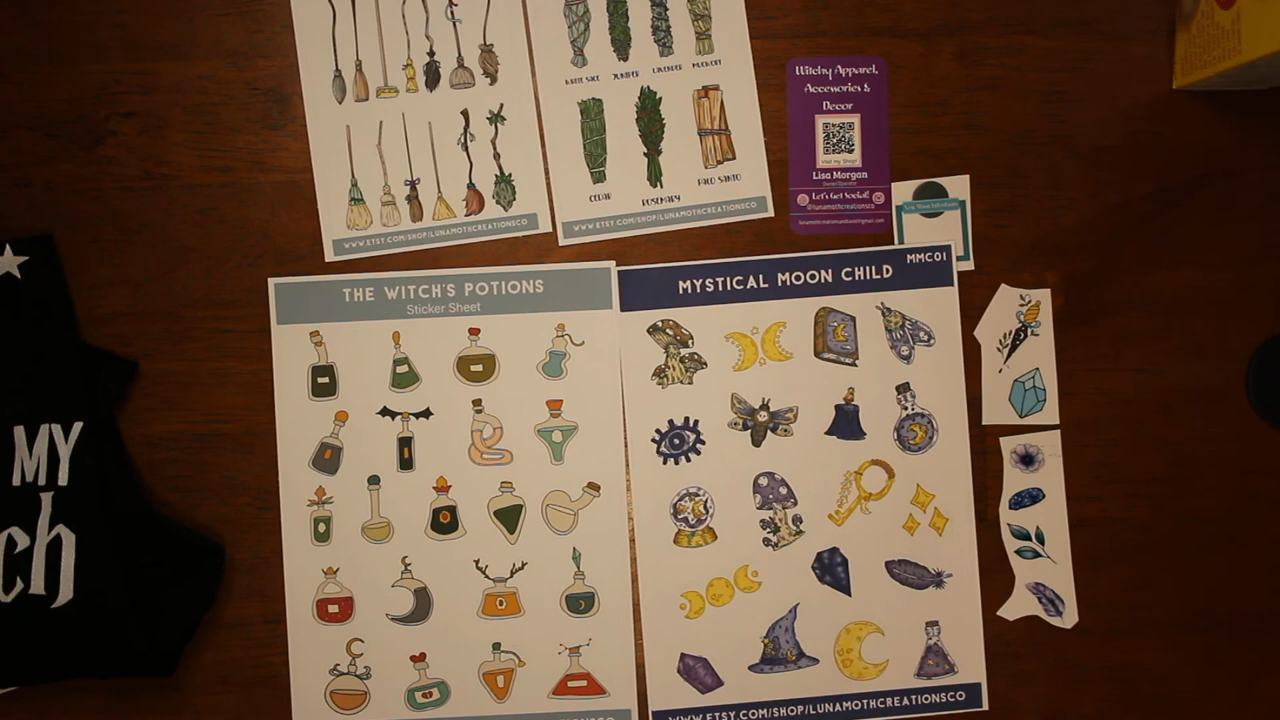 WHITE SAGE
JUNIPER
LAVENDER
MUGWORT
CEDAR
ROSEMARY
PALO SANTO
WWW.ETSY.COM/SHOP/LUNAMOTHCREATIONSCO
WWW.ETSY.COM/SHOP/LUNAMOTHCREATIONSCO
Witchy Apparel,
Accessories &
Decor
Visit my Shop!
Lisa Morgan
Owner/Operator
Let's Get Social!
@lunamothcreationsco
THE WITCH'S POTIONS
Sticker Sheet
MYSTICAL MOON CHILD
MMC01
MY
ch
WWW.ETSY.COM/SHOP/LUNAMOTHCREATIONSCO